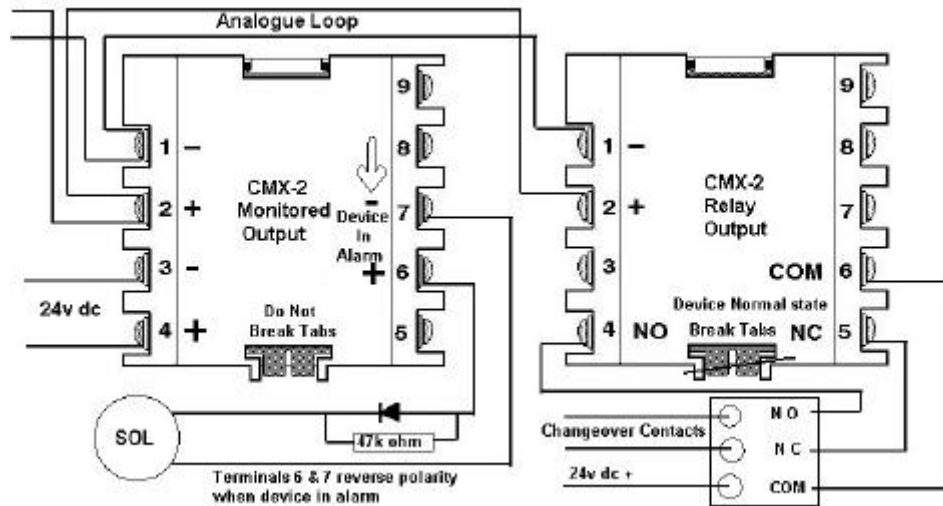 Analogue Loop
1 -
2 +
3 -
4 +
24v dc
CMX-2
Monitored
Output
-
Device
In
Alarm
+
9
8
7
6
5
Do Not
Break Tabs
SOL
47k ohm
Terminals 6 & 7 reverse polarity
when device in alarm
1 -
2 +
3
4 NO
CMX-2
Relay
Output
9
8
7
COM 6
Device Normal state
Break Tabs
NC 5
Changeover Contacts
24v dc +
N O
N C
COM